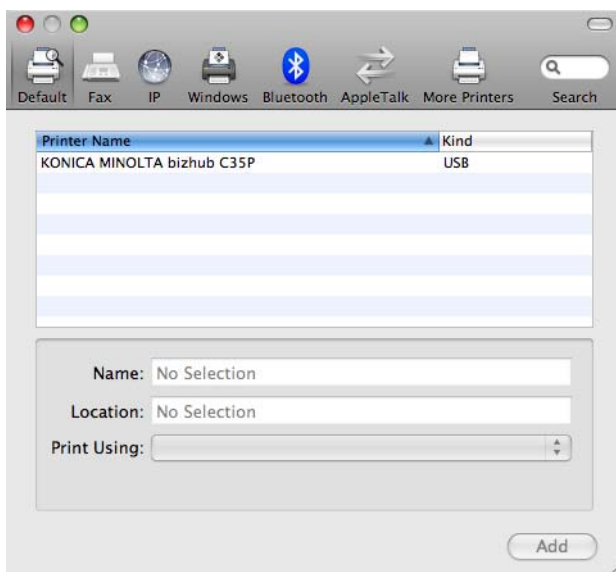 Default Fax IP Windows Bluetooth AppleTalk More Printers Search
Printer Name Kind
KONICA MINOLTA bizhub C35P USB
Name: No Selection
Location: No Selection
Print Using:
Add